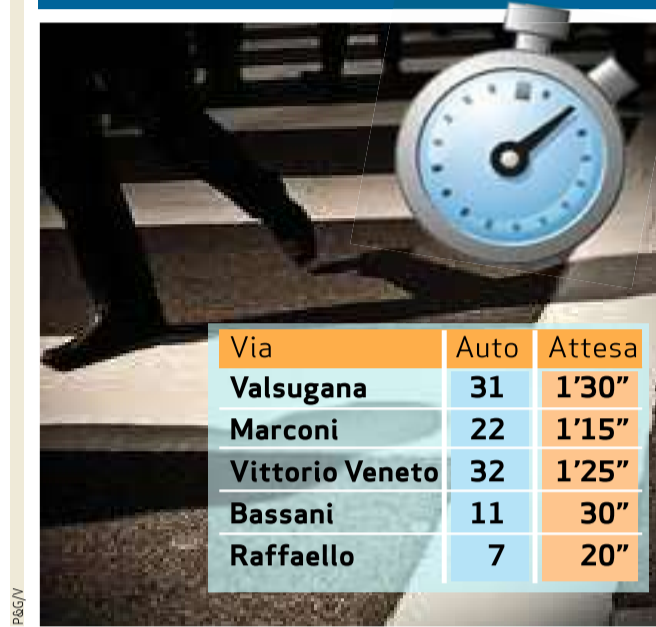 Via Auto Attesa
Valsugana 31 1’30”
Marconi 22 1’15”
Vittorio Veneto 32 1’25”
Bassani 11 30”
Raffaello 7 20”
P&G/V